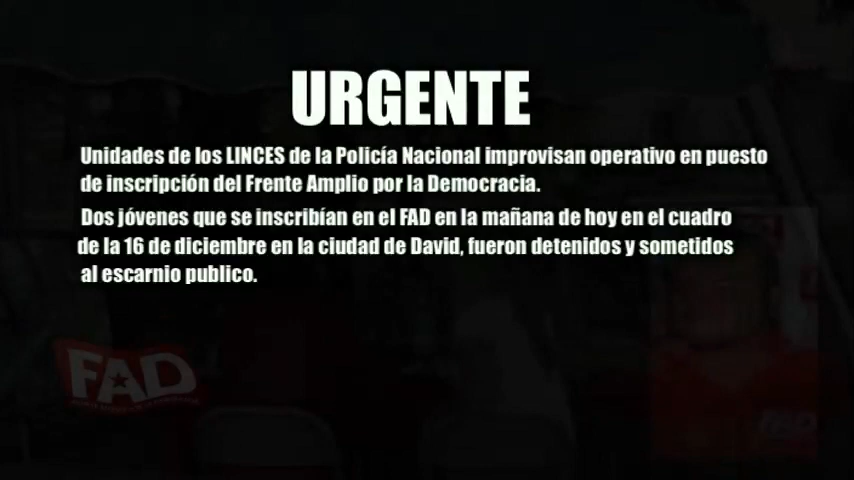 URGENTE
Unidades de los LINCES de la Policía Nacional improvisan operativo en puesto
de inscripción del Frente Amplio por la Democracia.
Dos jóvenes que se inscribían en el FAD en la mañana de hoy en el cuadro
de la 16 de diciembre en la ciudad de David, fueron detenidos y sometidos
al escarnio publico.
FAD